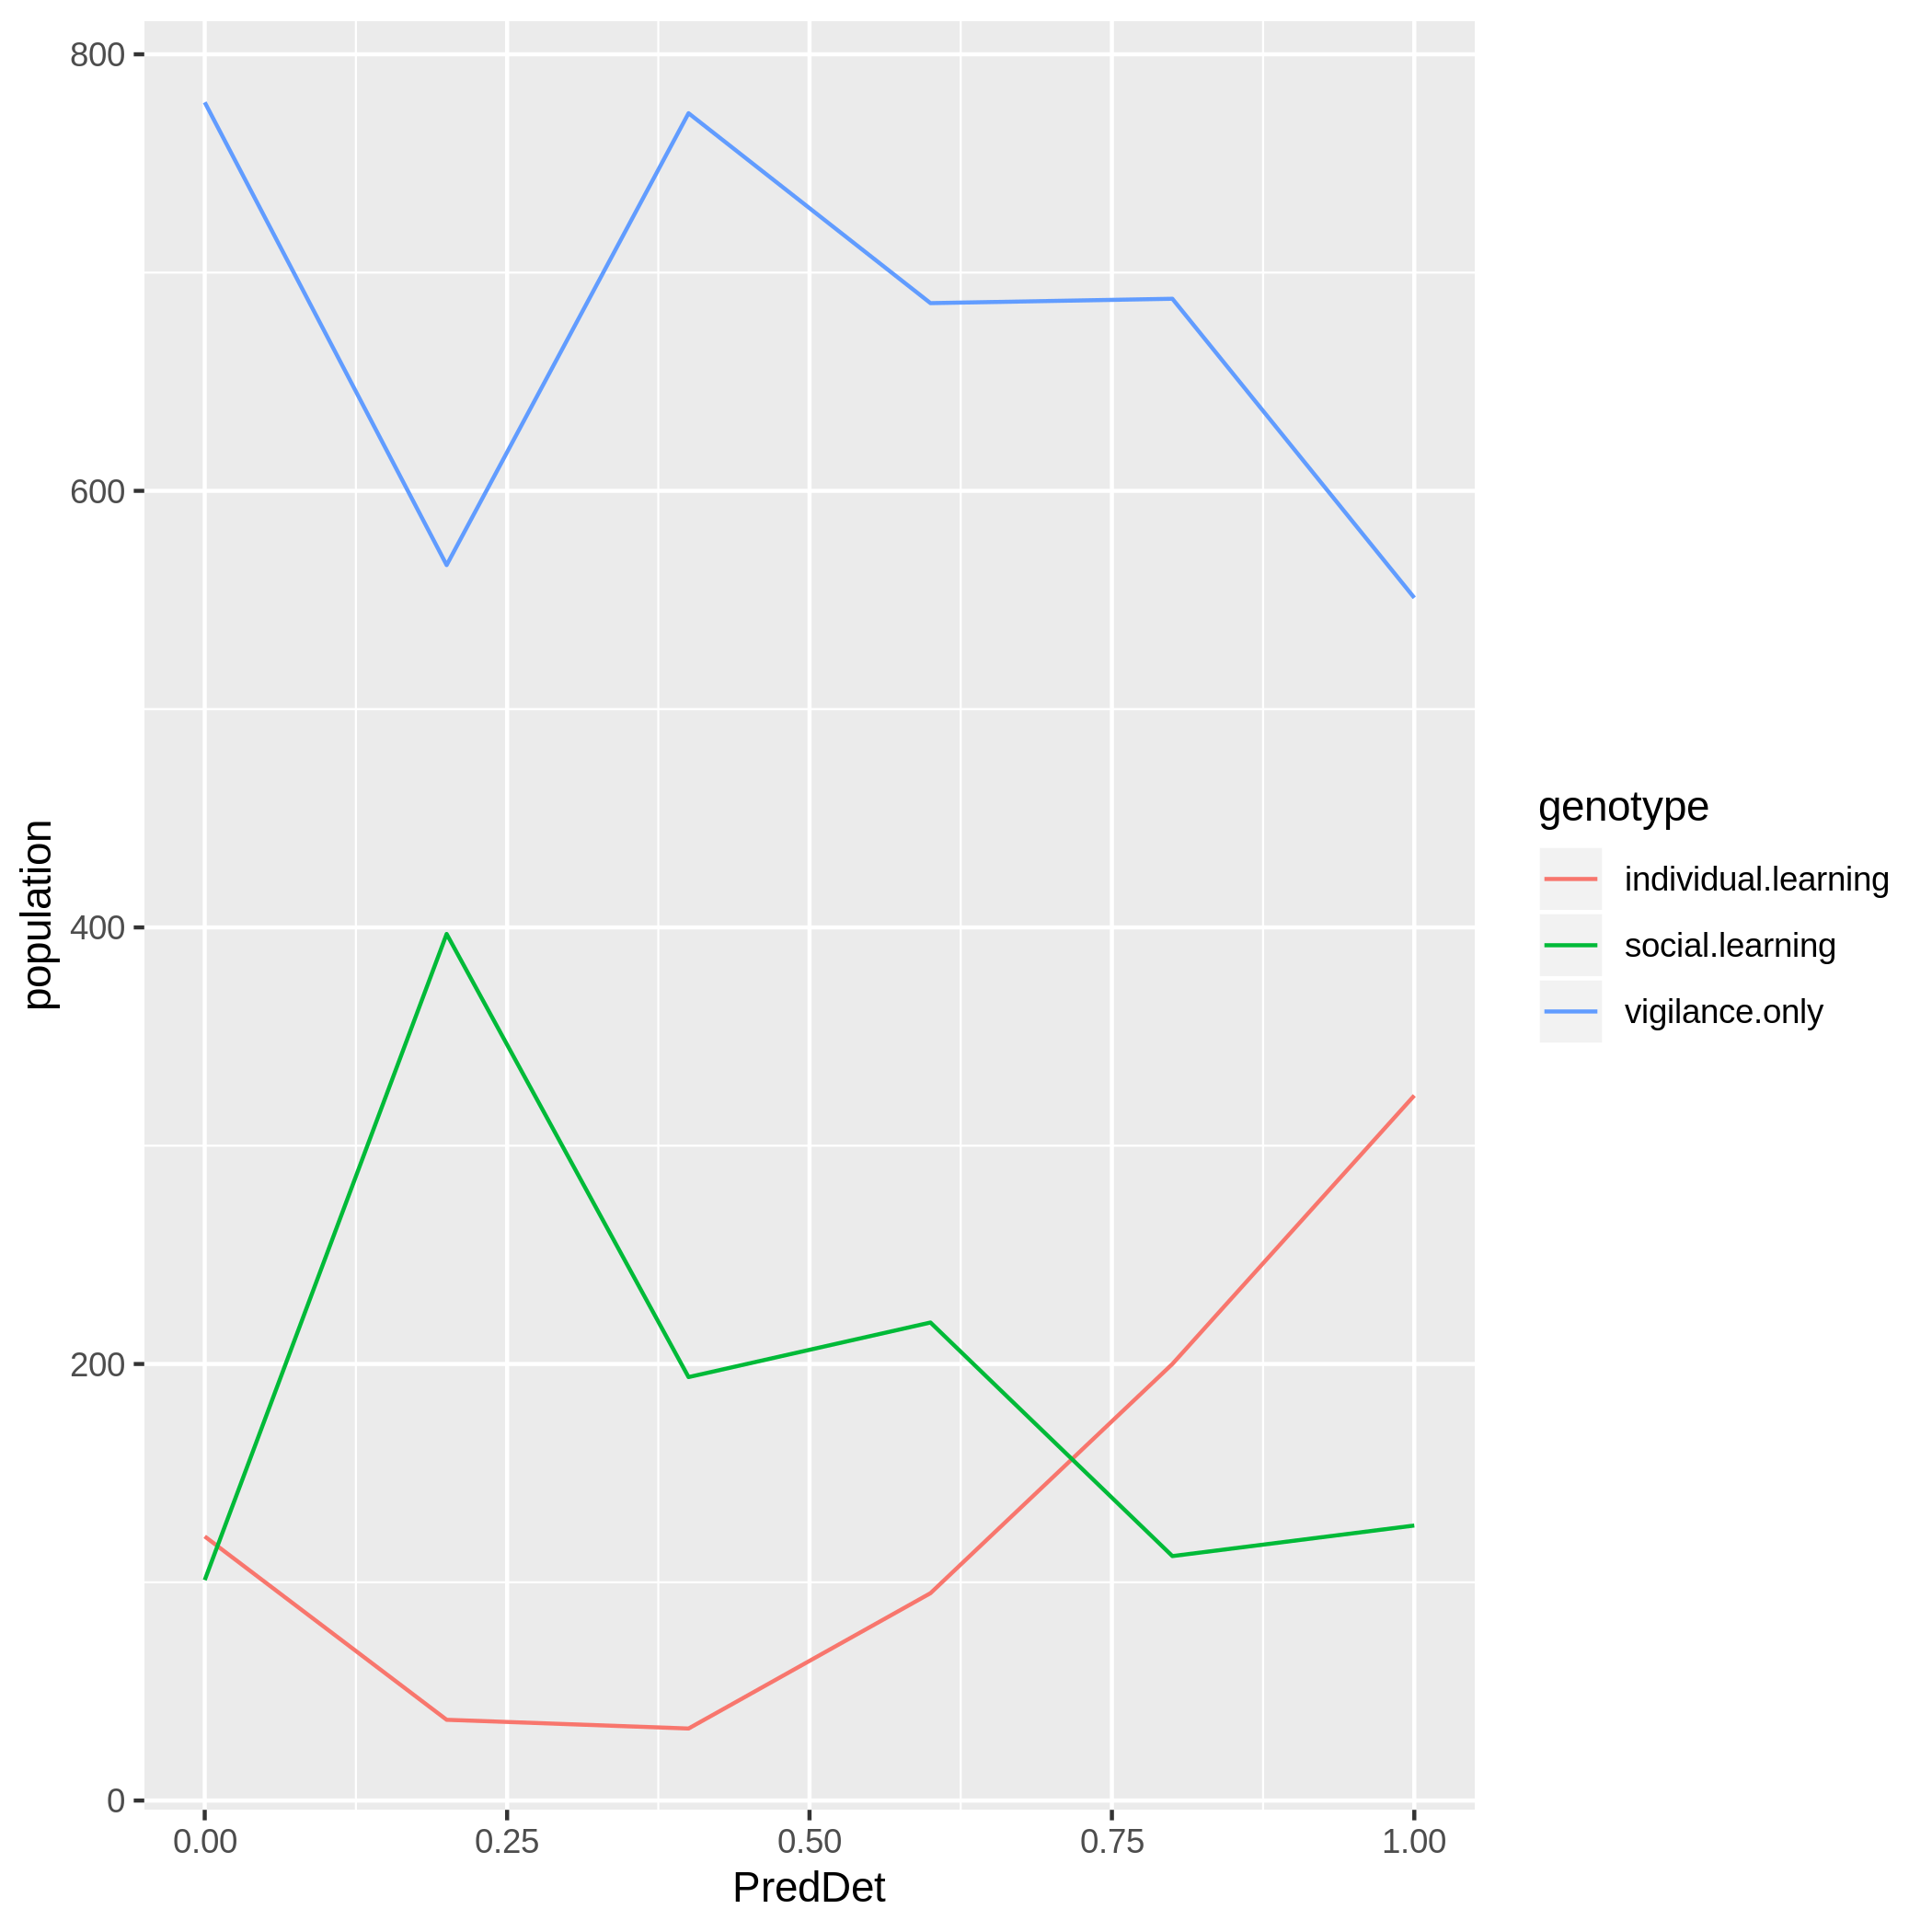 800
600
400
200
0
population
0.00 0.25 0.50 0.75 1.00
PredDet
genotype
individual.learning
social.learning
vigilance.only